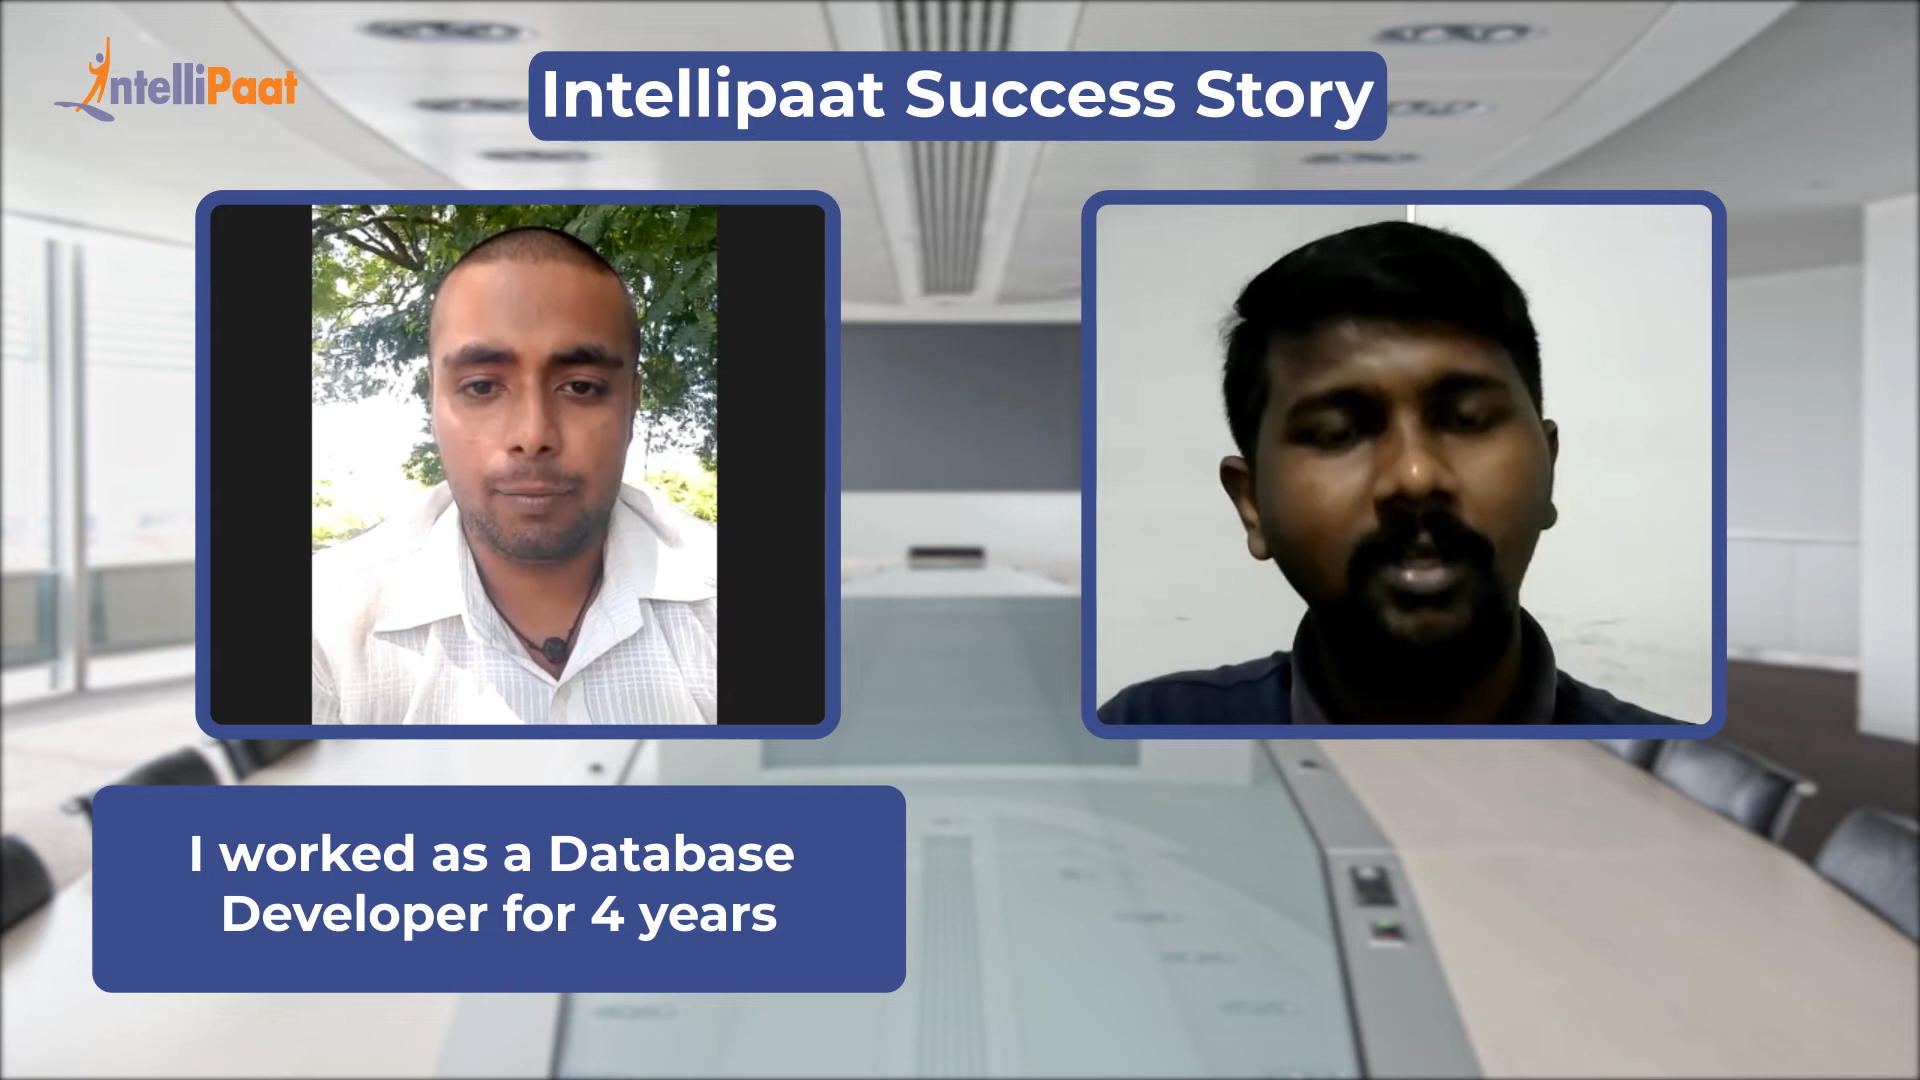 IntelliPaat
Intellipaat Success Story
I worked as a Database
Developer for 4 years